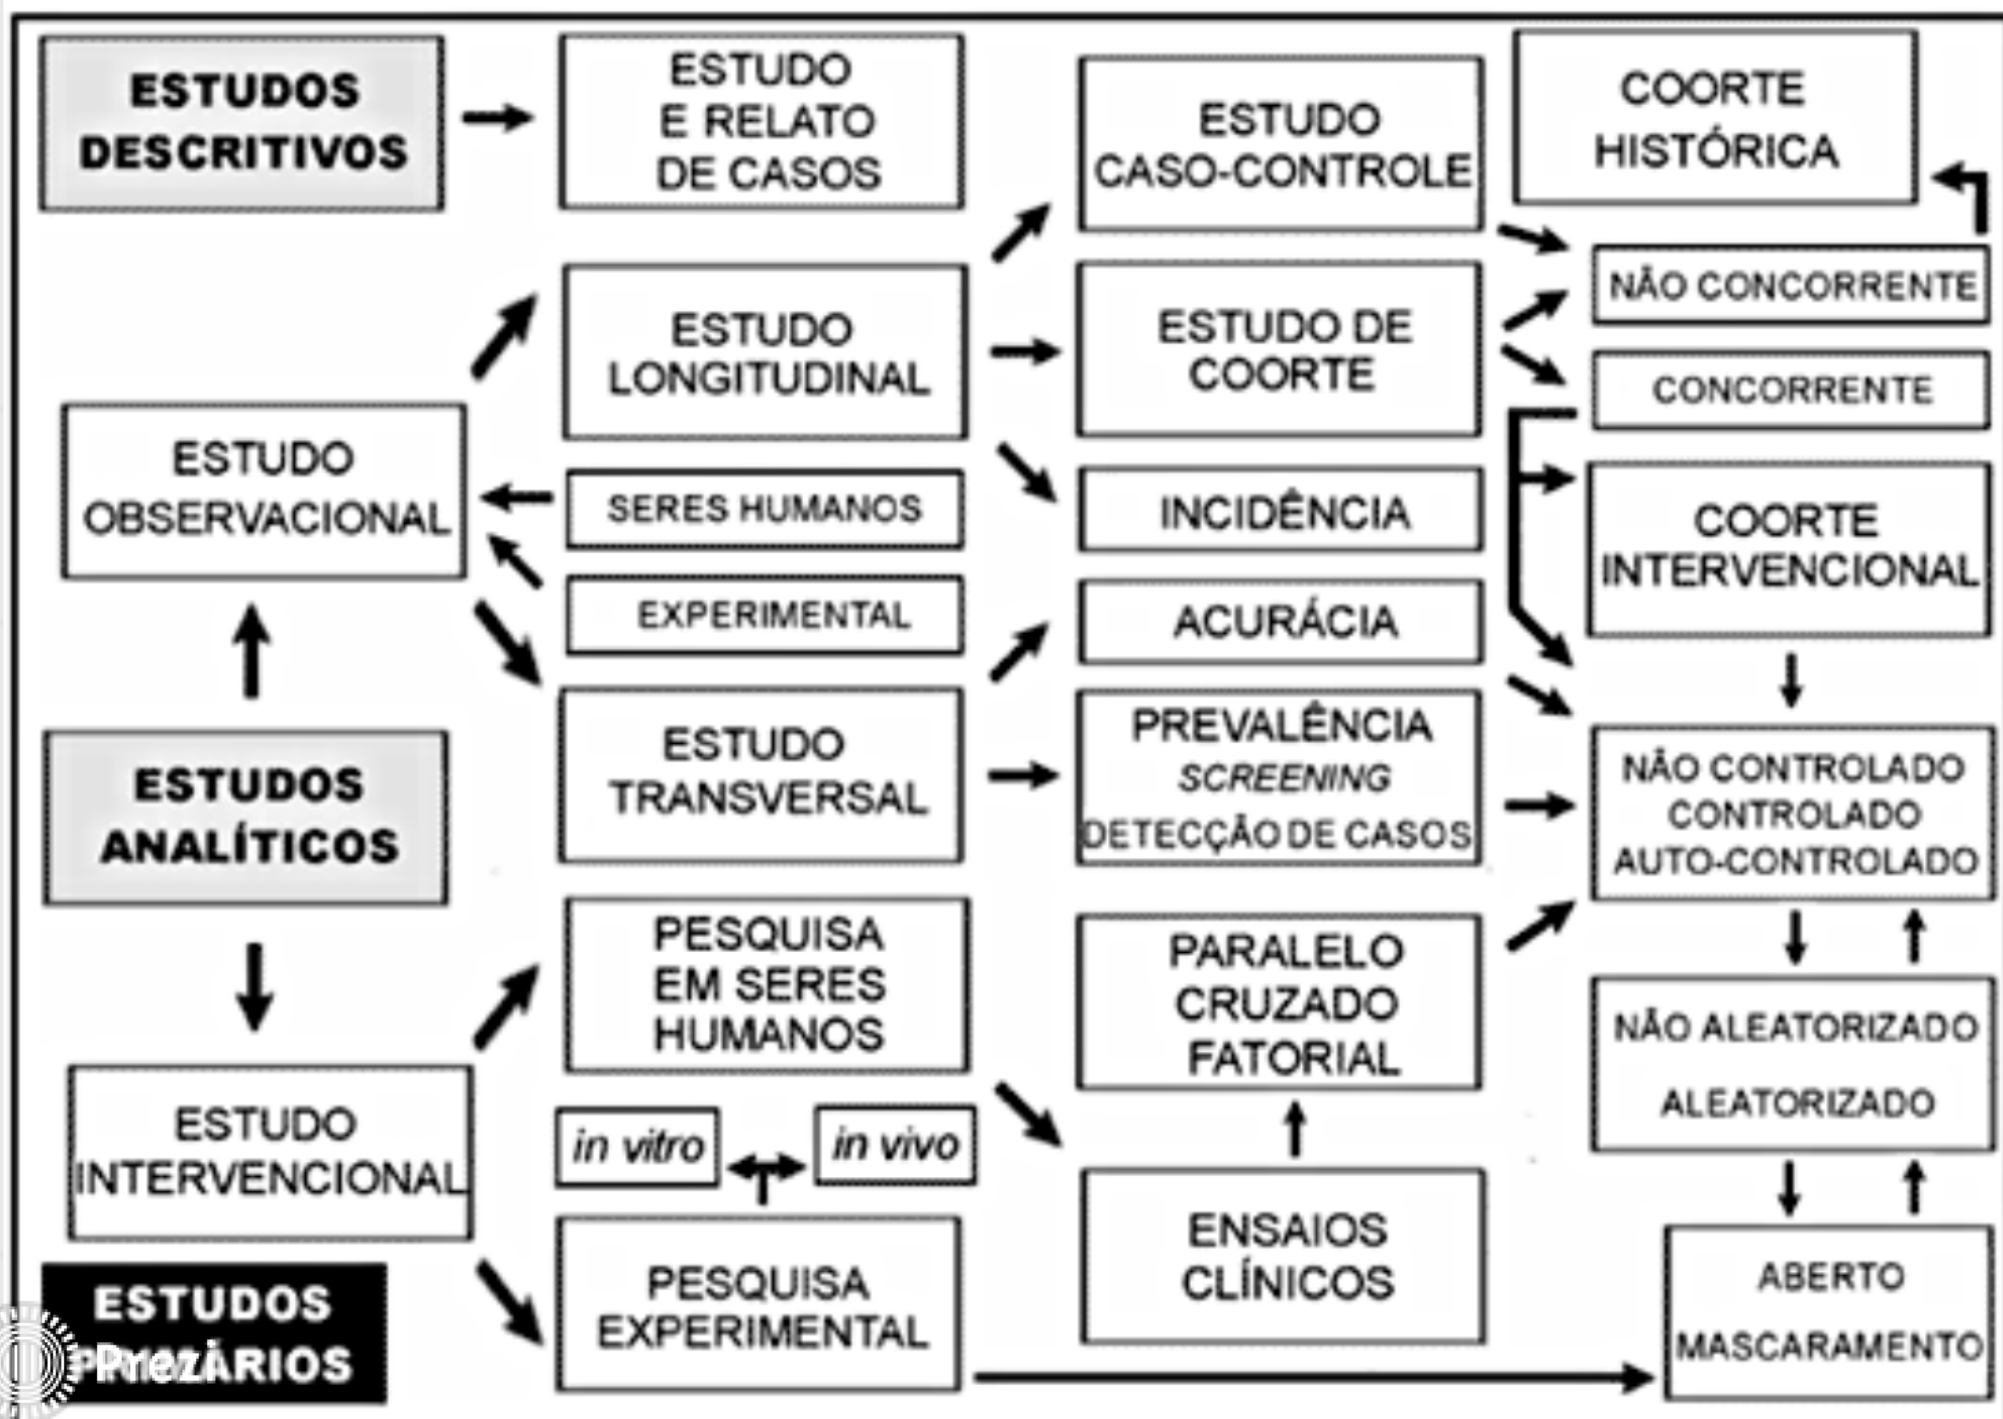 ESTUDOS
DESCRITIVOS
ESTUDO
E RELATO
DE CASOS
ESTUDO
CASO-CONTROLE
COORTE
HISTÓRICA
NÃO CONCORRENTE
ESTUDO
LONGITUDINAL
ESTUDO DE
COORTE
CONCORRENTE
ESTUDO
OBSERVACIONAL
SERES HUMANOS
INCIDÊNCIA
COORTE
INTERVENCIONAL
EXPERIMENTAL
ACURÁCIA
ESTUDOS
ANALÍTICOS
ESTUDO
TRANSVERSAL
PREVALÊNCIA
SCREENING
DETECÇÃO DE CASOS
NÃO CONTROLADO
CONTROLADO
AUTO-CONTROLADO
PESQUISA
EM SERES
HUMANOS
PARALELO
CRUZADO
FATORIAL
NÃO ALEATORIZADO
ALEATORIZADO
ESTUDO
INTERVENCIONAL
in vitro
in vivo
PESQUISA
EXPERIMENTAL
ENSAIOS
CLÍNICOS
ABERTO
MASCARAMENTO
ESTUDOS
PRIMÁRIOS
Prezi